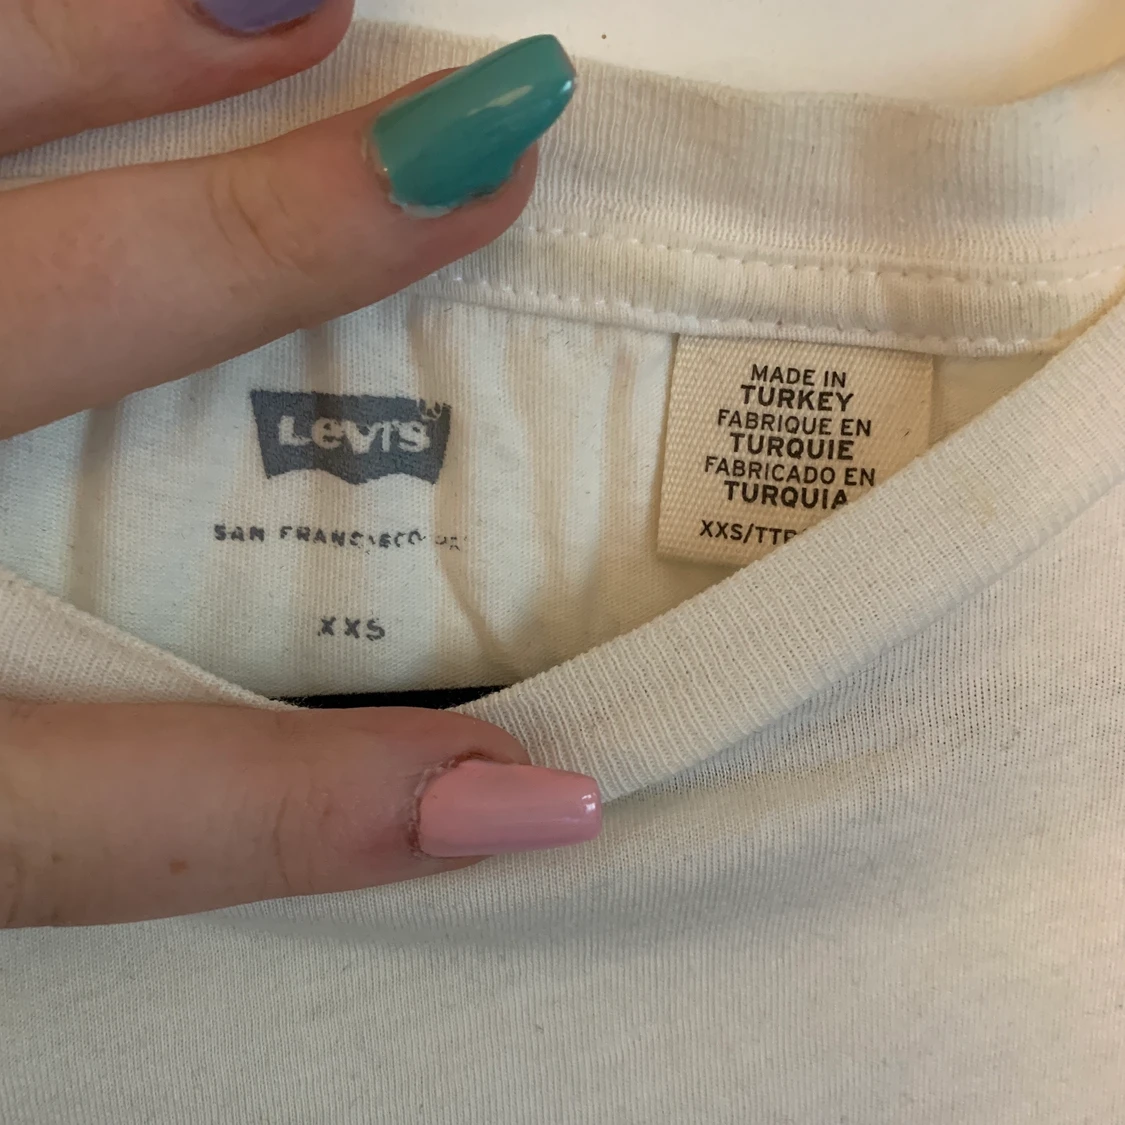 Levi's
SAN FRANCISCO
XXS
MADE IN
TURKEY
FABRIQUE EN
TURQUIE
FABRICADO EN
TURQUIA